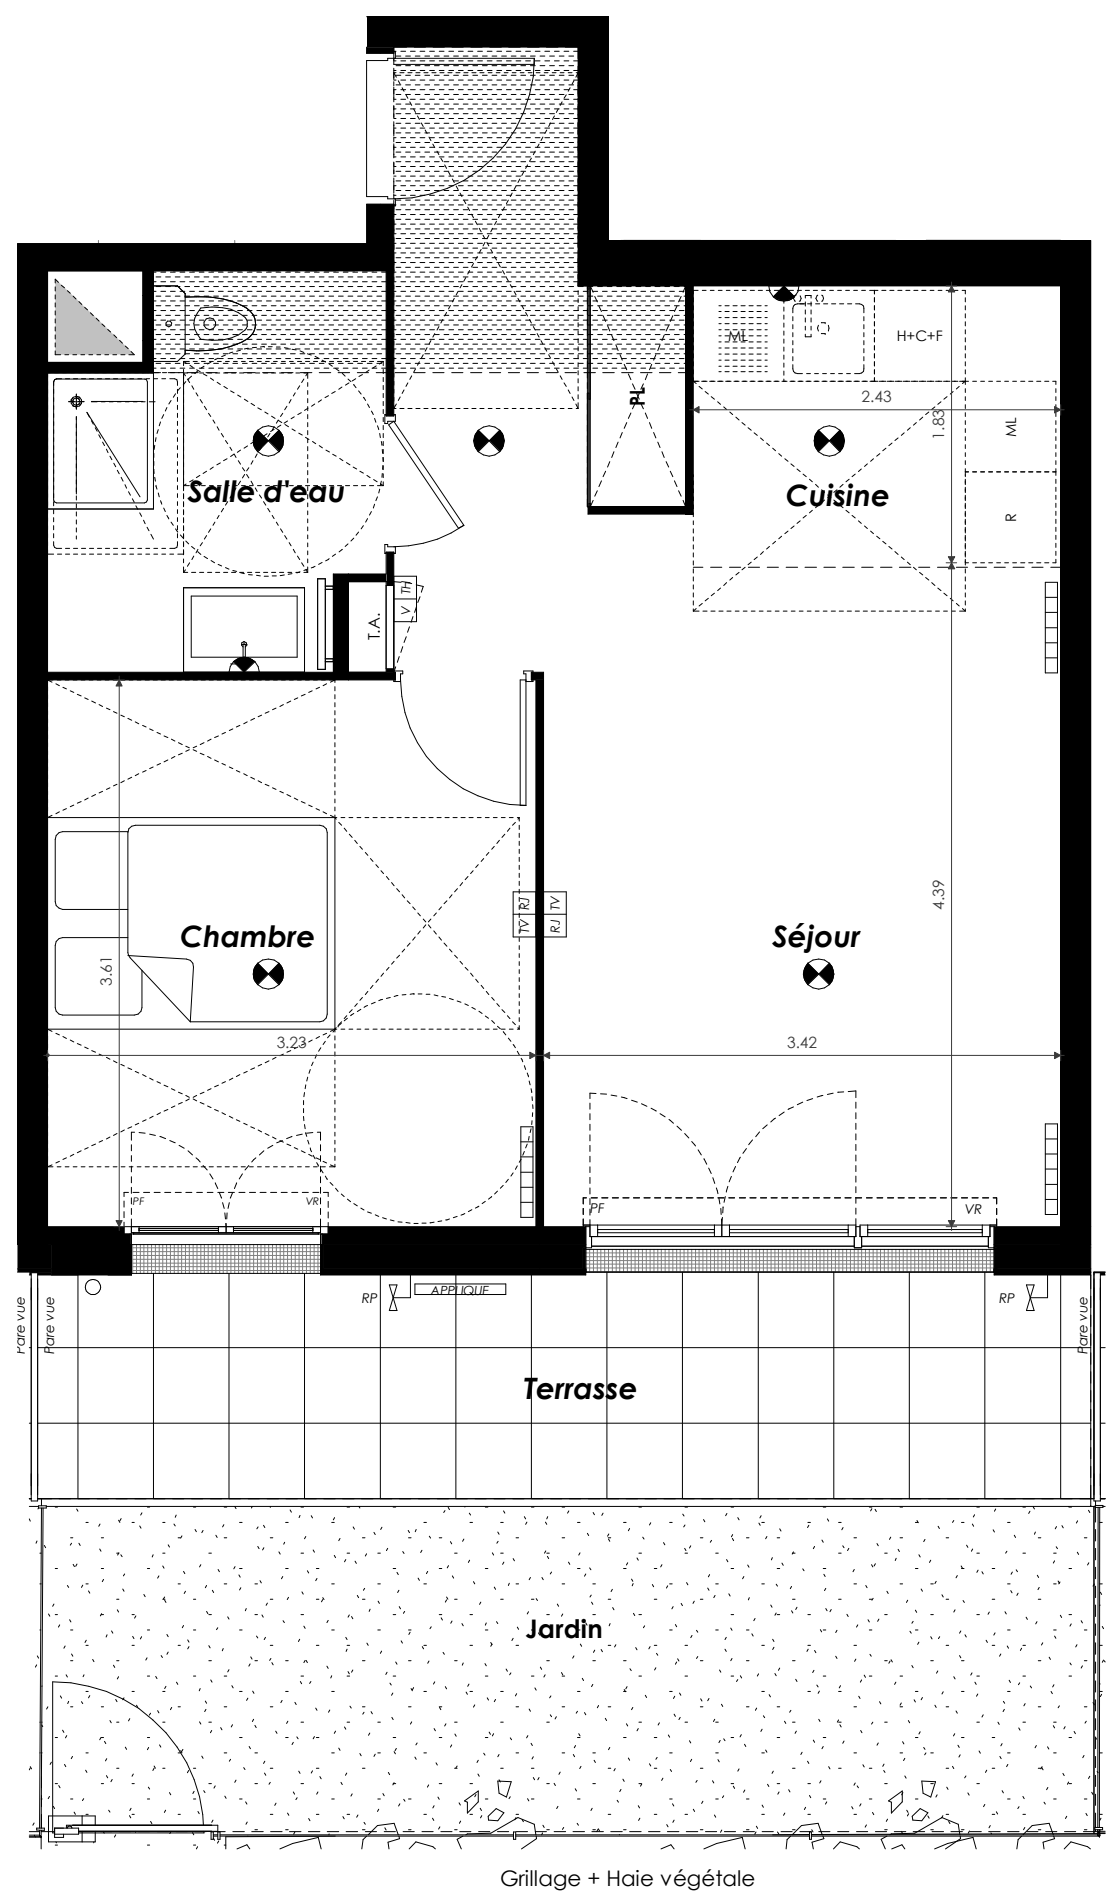 ML
H+C+F
2.43
1.83
ML
PL
Salle d'eau
Cuisine
R
TH
V
T.A.
RJ
TV
TV
RJ
4.39
Chambre
Séjour
3.61
3.23
3.42
PF
VR
PF
VR
RP
APPLIQUE
RP
Pare vue
Pare vue
Pare vue
Terrasse
Jardin
Grillage + Haie végétale